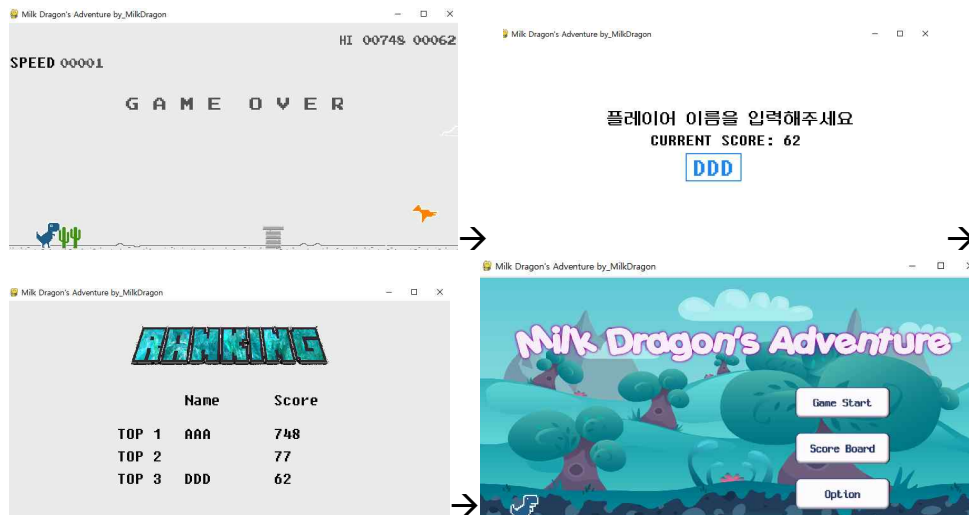 Milk Dragon's Adventure by_MilkDragon
HI 00748 00062
SPEED 00001
G A M E O V E R
→
Milk Dragon's Adventure by_MilkDragon
플레이어 이름을 입력해주세요
CURRENT SCORE: 62
DDD
→
Milk Dragon's Adventure by_MilkDragon
RANKING
Name Score
TOP 1 AAA 748
TOP 2 77
TOP 3 DDD 62
→
Milk Dragon's Adventure by_MilkDragon
Milk Dragon's Adventure
Game Start
Score Board
Option